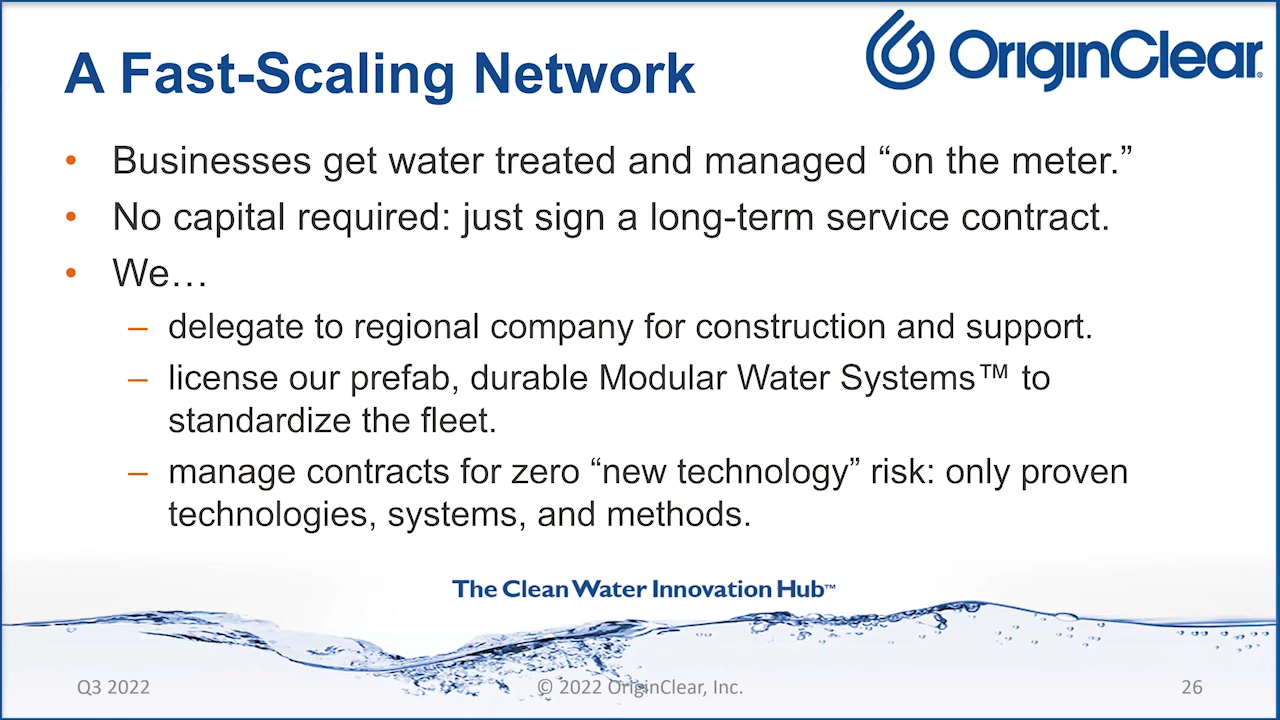 A Fast-Scaling Network
OriginClear®
• Businesses get water treated and managed “on the meter.”
• No capital required: just sign a long-term service contract.
• We…
– delegate to regional company for construction and support.
– license our prefab, durable Modular Water Systems™ to
standardize the fleet.
– manage contracts for zero “new technology” risk: only proven
technologies, systems, and methods.
The Clean Water Innovation Hub™
Q3 2022
© 2022 OriginClear, Inc.
26